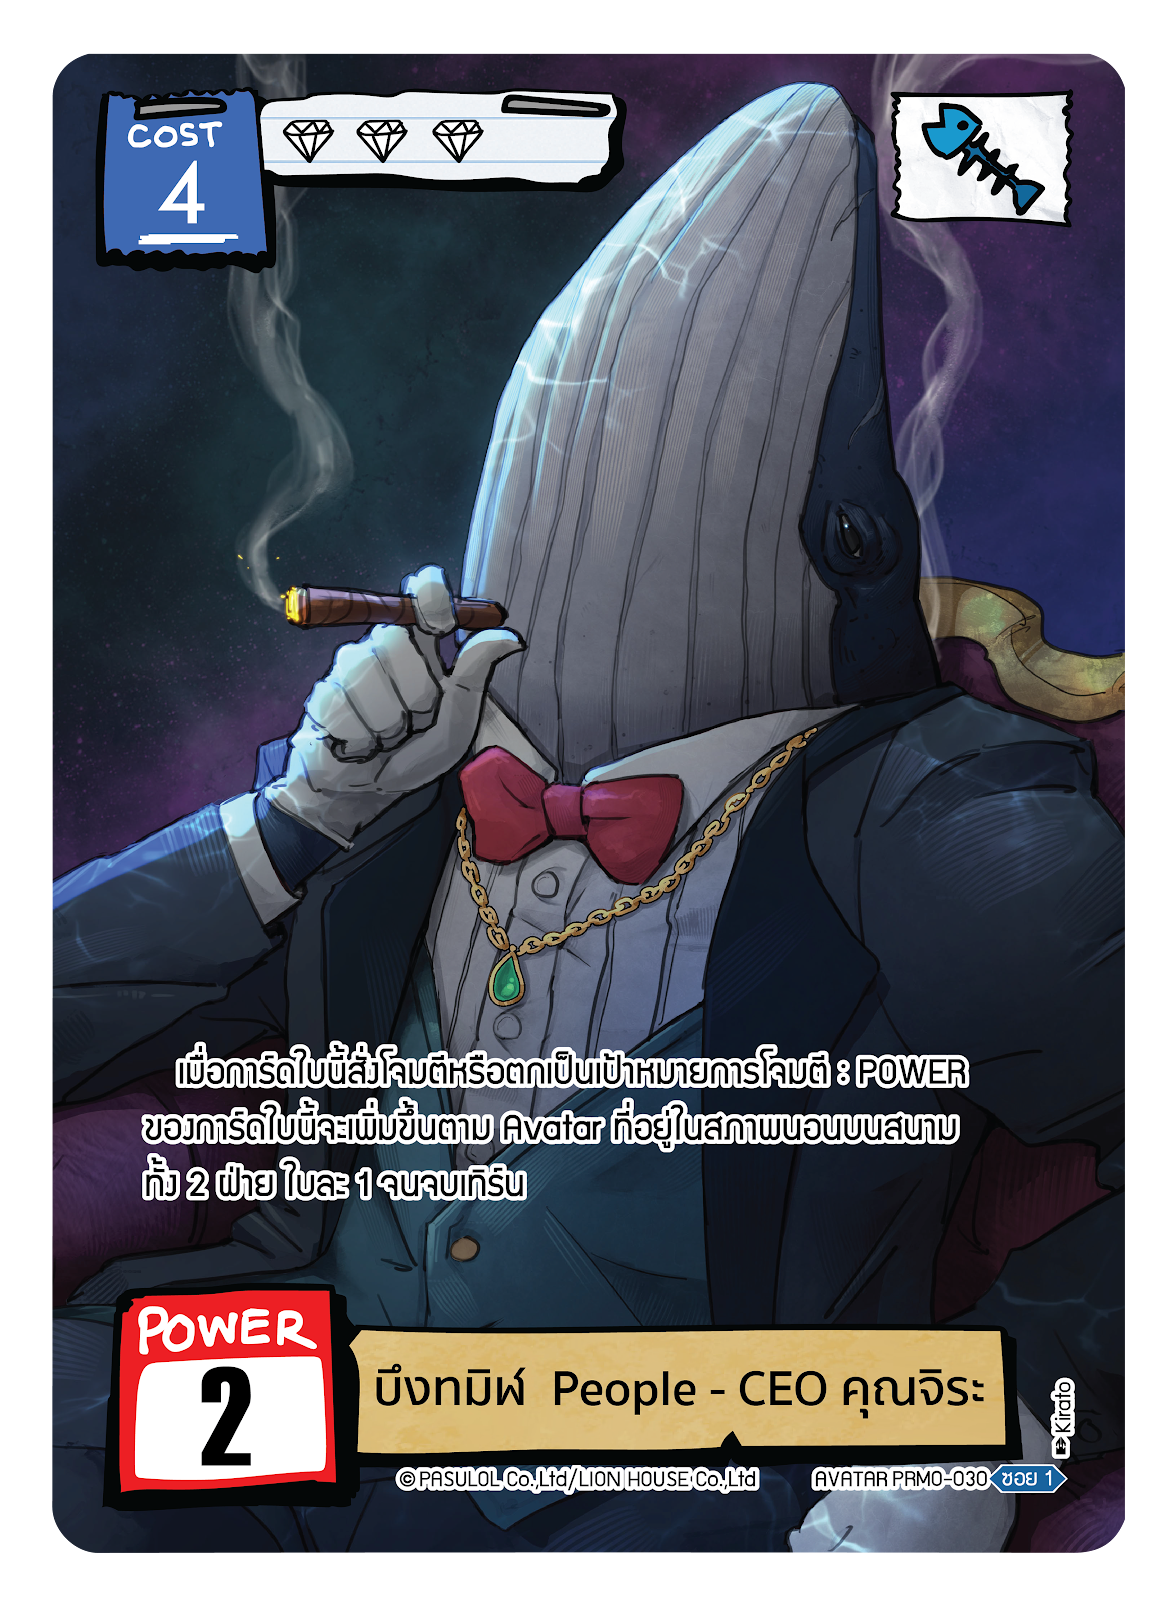 COST
4
เมื่อการ์ดใบนี้สั่งโจมตีหรือตกเป็นเป้าหมายการโจมตี : POWER
ของการ์ดใบนี้จะเพิ่มขึ้นตาม Avatar ที่อยู่ในสภาพนอนบนสนาม
ทั้ง 2 ฝ่าย ใบละ 1 จนจบเทิร์น
POWER
2
บึงทมิฬ People - CEO คุณจิระ
Kirato
© PASULOL Co.,Ltd/LION HOUSE Co.,Ltd
AVATAR PRMO-030 ซอย 1